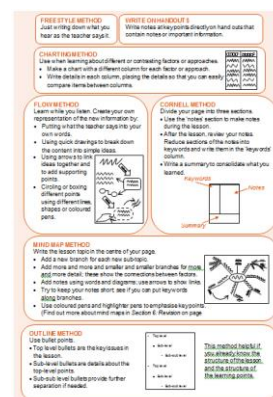 FREESTYLE METHOD
Just writing down what you
hear as the teacher says it.
WRITE ON HANDOUTS
Write notes at key points directly on hand outs that
contain notes or important information.
CHARTING METHOD
Use when learning about different or contrasting factors or approaches.
• Make a chart with a different column for each factor or approach.
• Write details in each column, placing the details so that you can easily
compare items between columns.
FLOW METHOD
Learn while you listen. Create your own
representation of the new information by:
• Putting what the teacher says into your
own words.
• Using quick drawings to break down
the content into simple ideas.
• Using arrows to link
ideas together and
to add supporting
points.
• Circling or boxing
different points
using different lines,
shapes or coloured
pens.
CORNELL METHOD
Divide your page into three sections.
• Use the 'notes' section to make notes
during the lesson.
• After the lesson, review your notes.
Reduce sections of the notes into
keywords and write them in the 'keywords'
column.
• Write a summary to consolidate what you
learned.
Keywords
Notes
Summary
MIND MAP METHOD
Write the lesson topic in the centre of your page.
• Add a new branch for each new sub-topic.
• Add more and more smaller and smaller branches for more
and more detail; these show the connections between factors.
• Add notes using words and diagrams; use arrows to show links.
• Try to keep your notes short: see if you can put keywords
along branches.
• Use coloured pens and highlighter pens to emphasise key points.
(Find out more about mind maps in Section 6: Revision on page
OUTLINE METHOD
Use bullet points.
• Top level bullets are the key issues in
the lesson.
• Sub-level bullets are details about the
top-level points.
• Sub-sub level bullets provide further
separation if needed.
This method helpful if
you already know the
structure of the lesson,
and the structure of
the learning points.